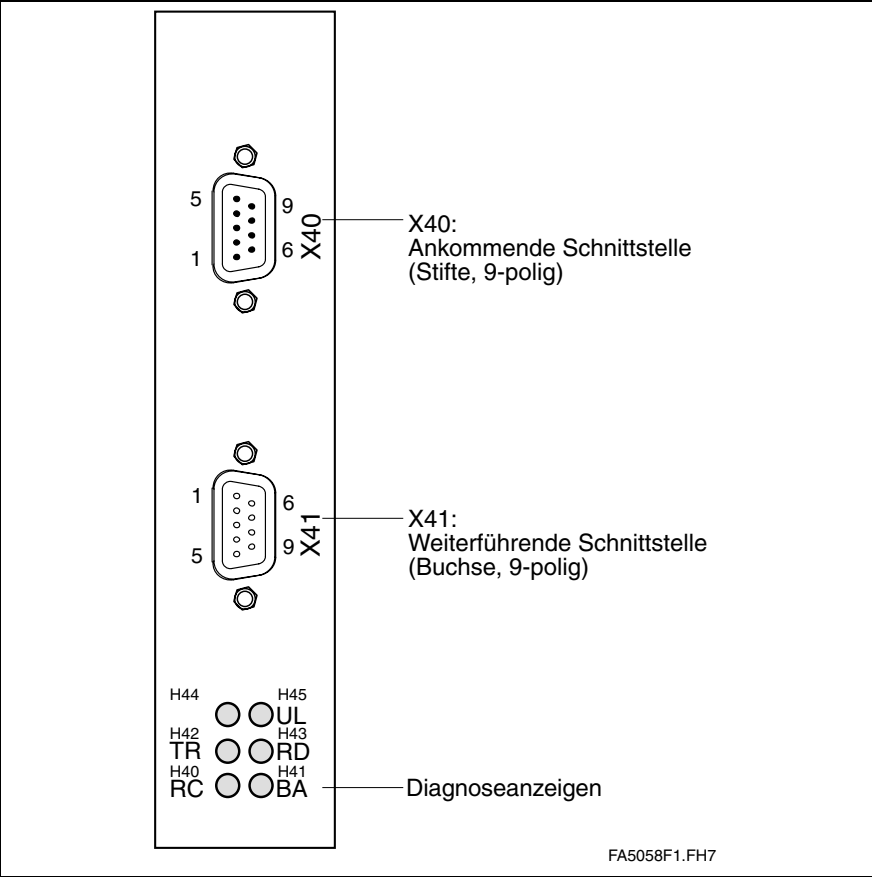 5
9
X40
1
6
X40:
Ankommende Schnittstelle
(Stifte, 9-polig)
1
6
X41
5
9
X41:
Weiterführende Schnittstelle
(Buchse, 9-polig)
H44
H45
UL
H42
TR
H43
RD
H40
RC
H41
BA
Diagnoseanzeigen
FA5058F1.FH7